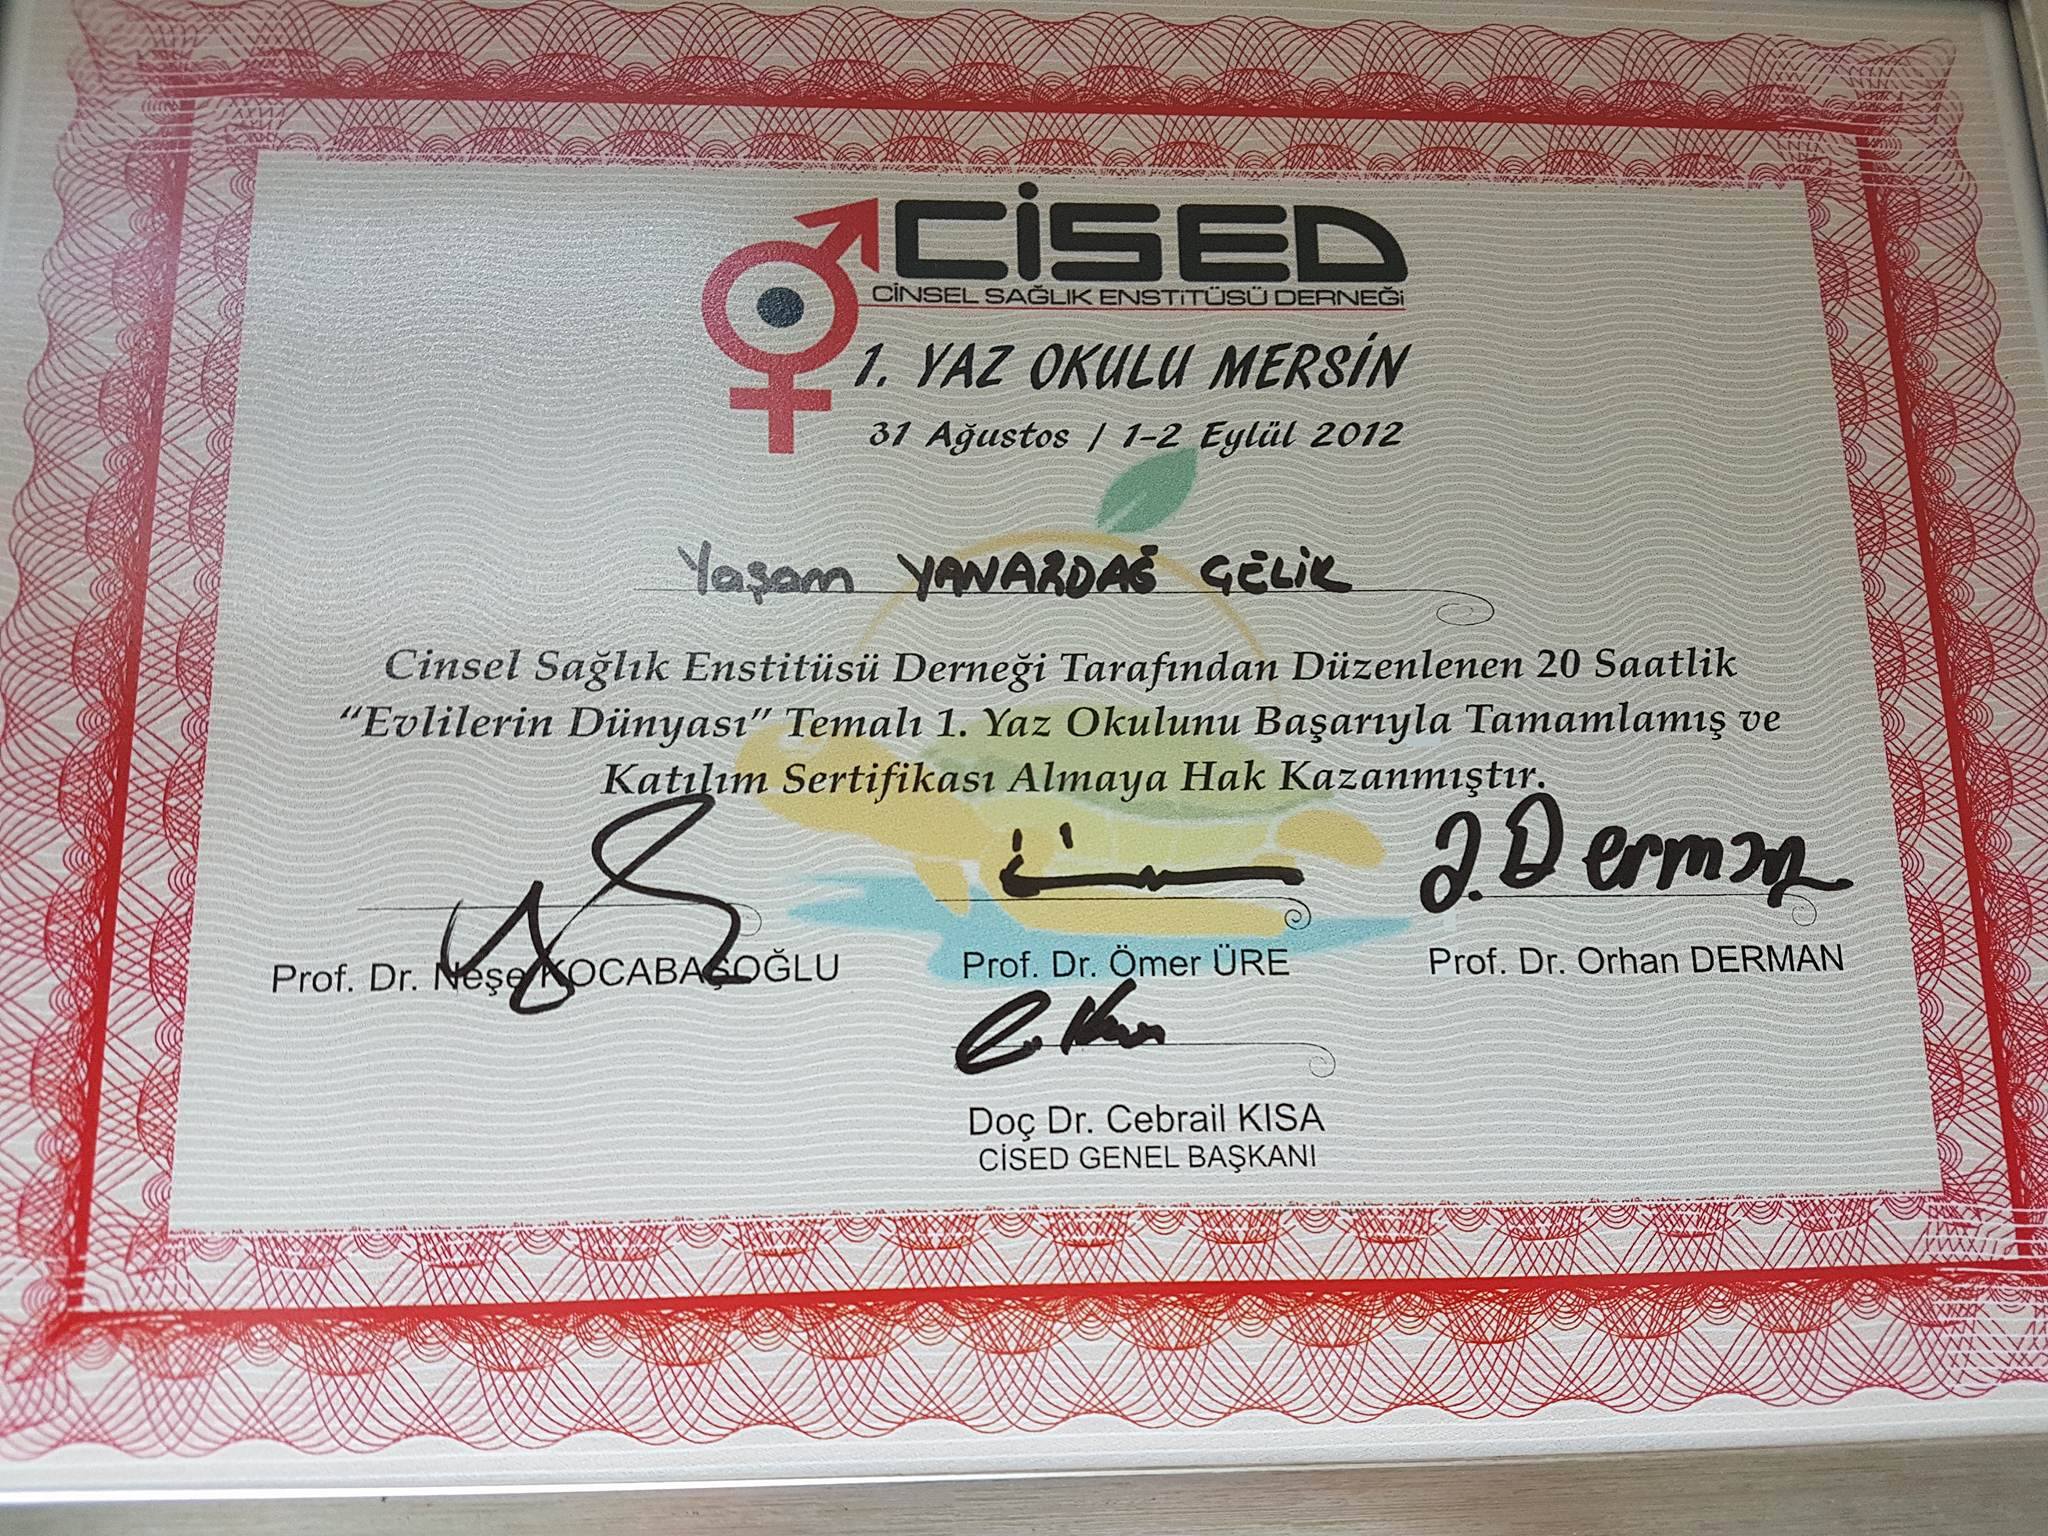 CİSED
CİNSEL SAĞLIK ENSTİTÜSÜ DERNEĞİ
1. YAZ OKULU MERSİN
31 Ağustos / 1-2 Eylül 2012
Yaşam YANARDAĞ ÇELİK
Cinsel Sağlık Enstitüsü Derneği Tarafından Düzenlenen 20 Saatlik
“Evlilerin Dünyası” Temalı 1. Yaz Okulunu Başarıyla Tamamlamış ve
Katılım Sertifikası Almaya Hak Kazanmıştır.
O. Derman
Prof. Dr. Neşe KOCABAŞOĞLU Prof. Dr. Ömer ÜRE Prof. Dr. Orhan DERMAN
Doç Dr. Cebrail KISA
CİSED GENEL BAŞKANI